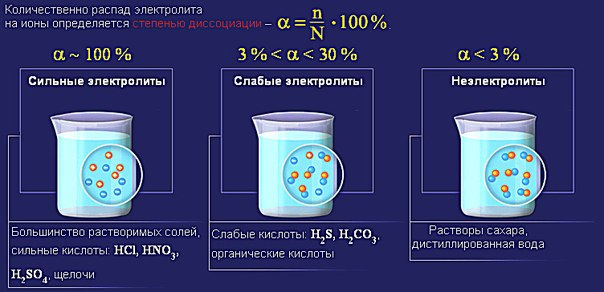 Количественно распад электролита
на ионы определяется степенью диссоциации – α = n/N · 100%.
α ~ 100 %
3 % < α < 30 %
α < 3 %
Сильные электролиты
Слабые электролиты
Неэлектролиты
Большинство растворимых солей,
сильные кислоты: HCl, HNO₃,
H₂SO₄, щелочи
Слабые кислоты: H₂S, H₂CO₃,
органические кислоты
Растворы сахара,
дистиллированная вода